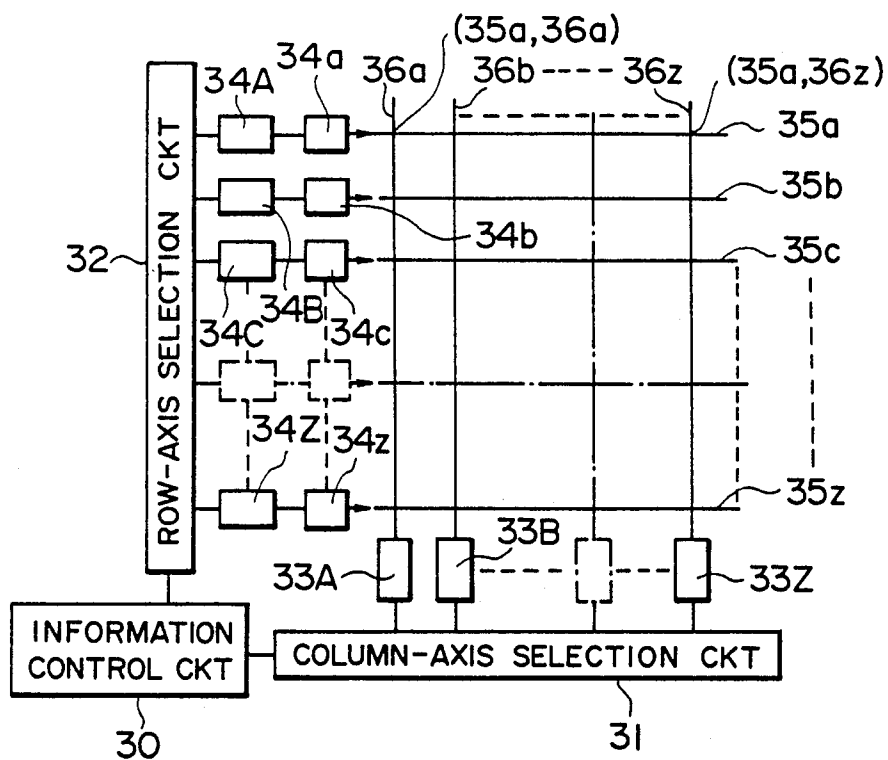 (35a,36a)
34A
34a
36a
36b
36z
(35a,36z)
35a
35b
34b
32
35c
34C
34B
34c
34Z
34z
35z
33A
33B
33Z
ROW-AXIS SELECTION CKT
INFORMATION
CONTROL CKT
COLUMN-AXIS SELECTION CKT
30
31